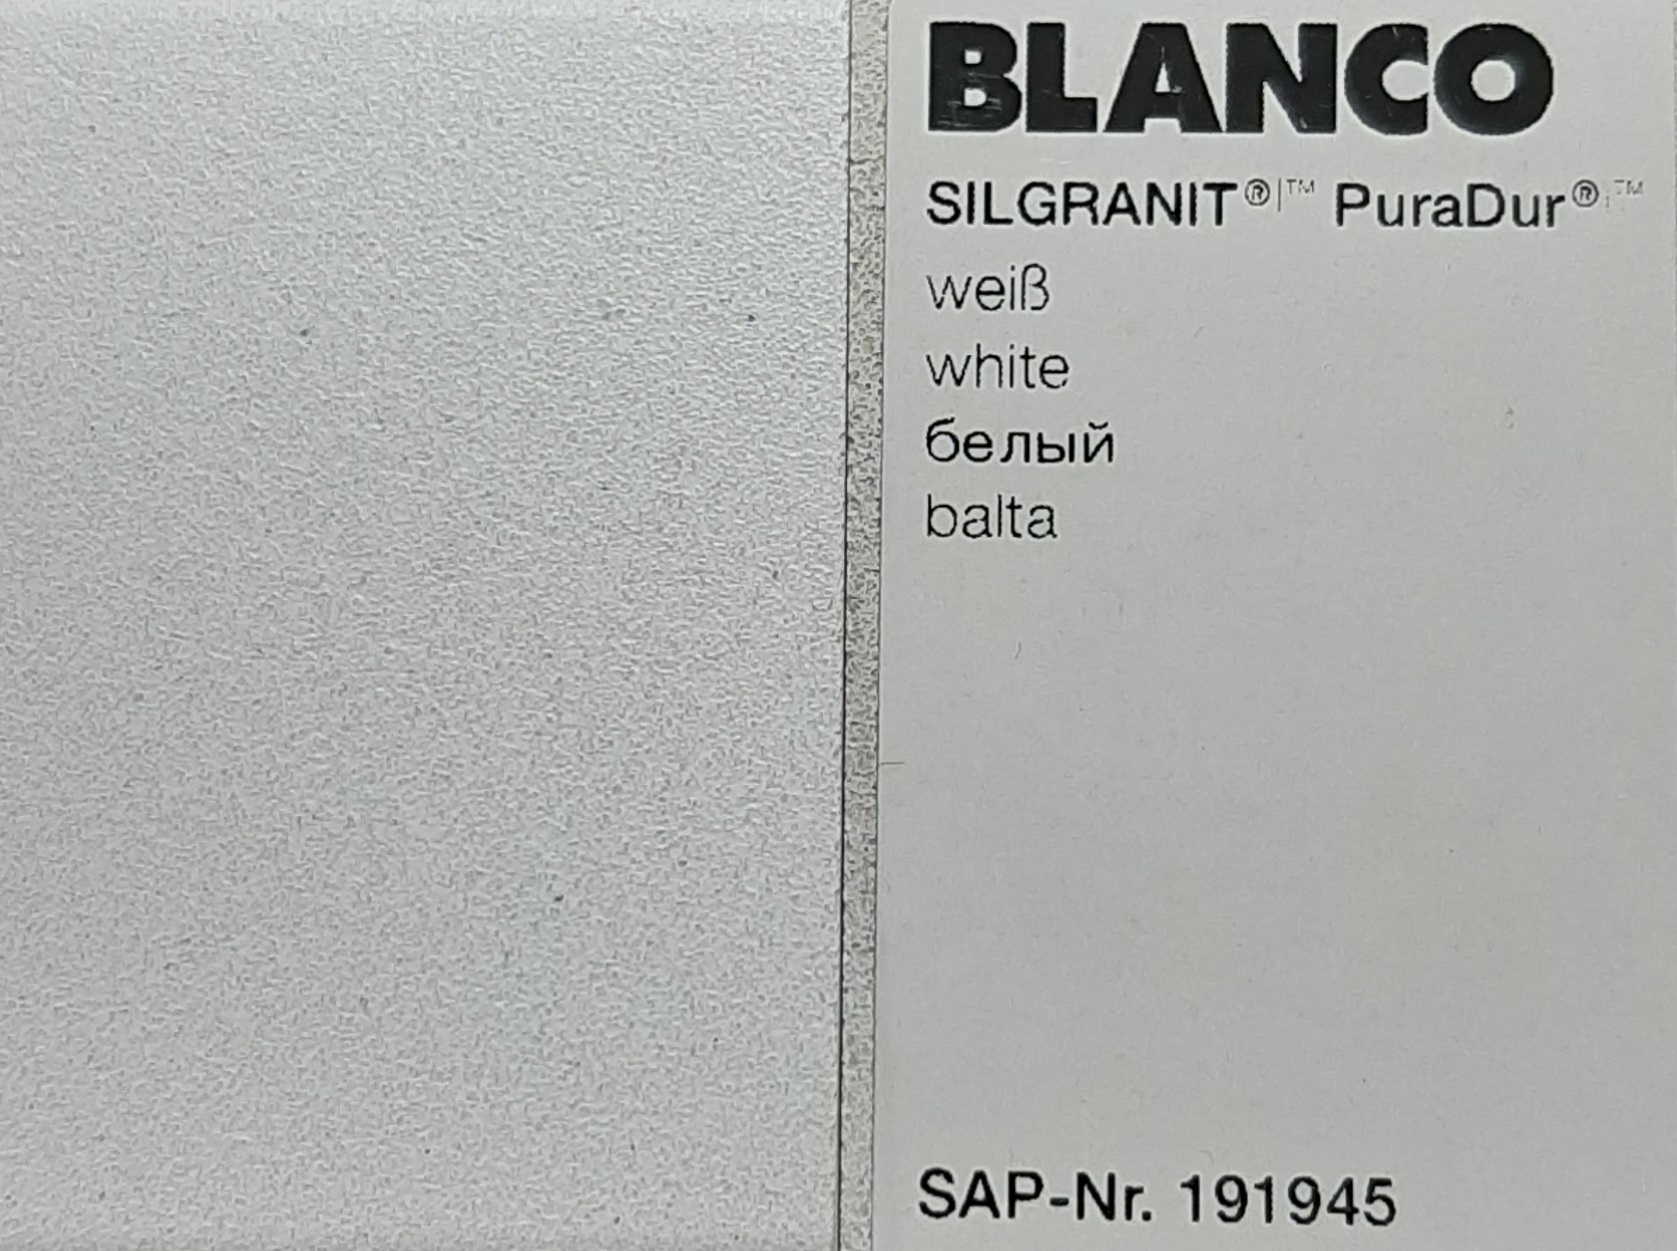 BLANCO
SILGRANIT®|™ PuraDur®|™
weiß
white
белый
balta
SAP-Nr. 191945